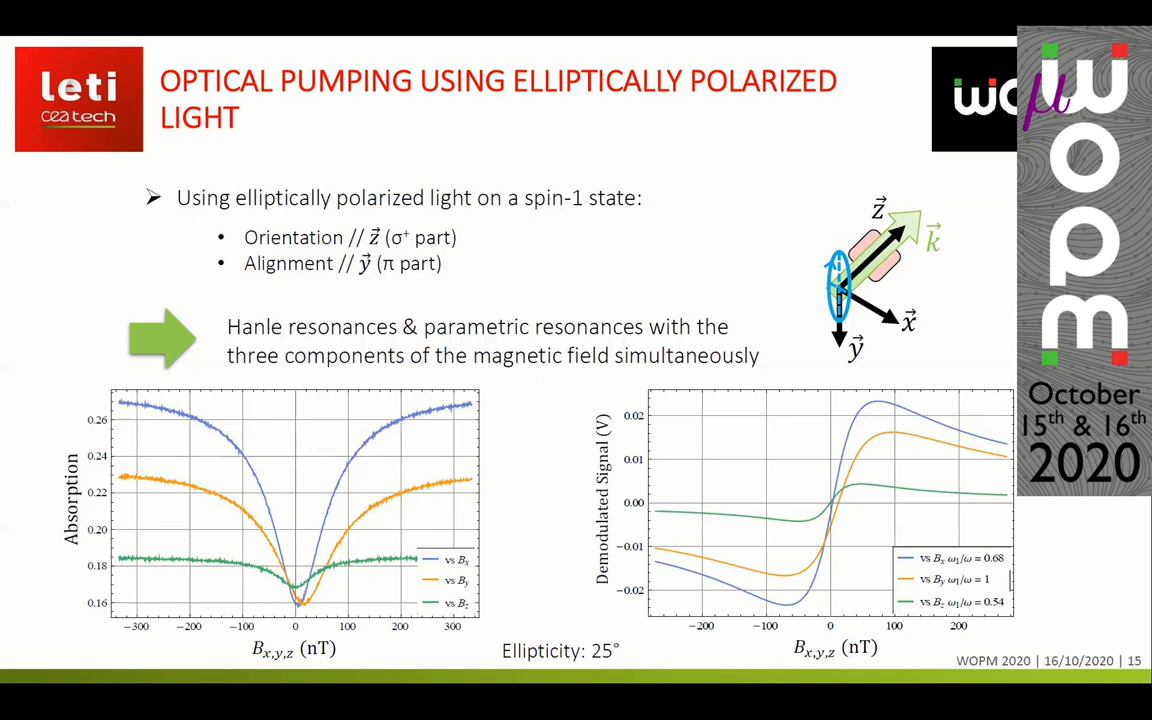 leti
ceatech
OPTICAL PUMPING USING ELLIPTICALLY POLARIZED
LIGHT
➢ Using elliptically polarized light on a spin-1 state:
• Orientation // z⃗ (σ⁺ part)
• Alignment // y⃗ (π part)
z⃗
k⃗
x⃗
y⃗
Hanle resonances & parametric resonances with the
three components of the magnetic field simultaneously
Absorption
0.26
0.24
0.22
0.20
0.18
0.16
−300 −200 −100 0 100 200 300
vs Bx
vs By
vs Bz
Bx,y,z (nT)
Demodulated Signal (V)
0.02
0.01
0.00
−0.01
−0.02
−200 −100 0 100 200
vs Bx ω₁/ω = 0.68
vs By ω₁/ω = 1
vs Bz ω₁/ω = 0.54
Bx,y,z (nT)
Ellipticity: 25°
WOPM 2020 | 16/10/2020 | 15
μWOPM
October
15th & 16th
2020